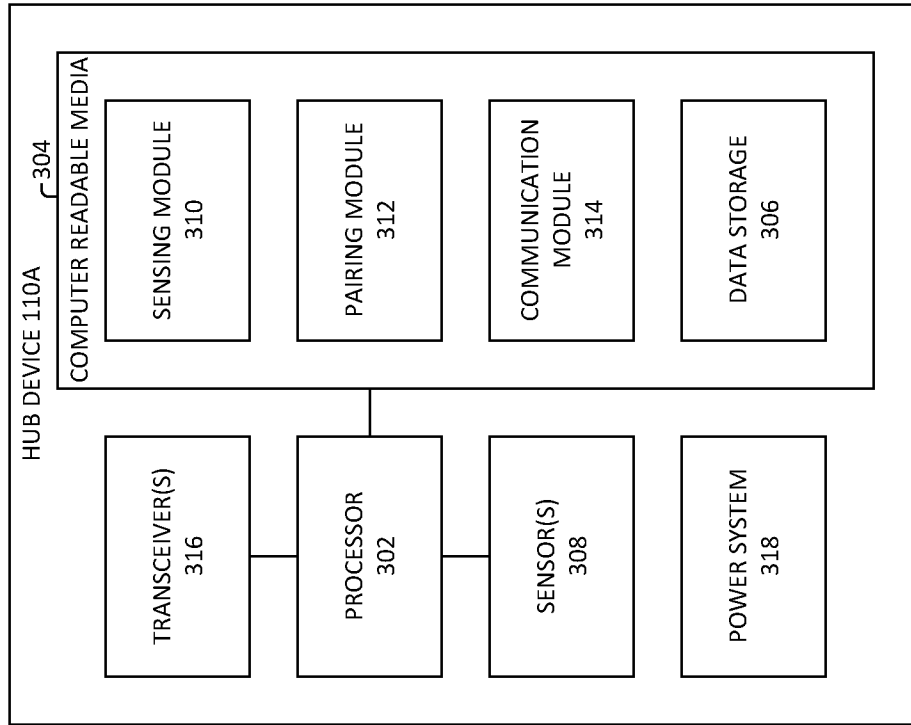 HUB DEVICE 110A
304
COMPUTER READABLE MEDIA
TRANSCEIVER(S)
316
PROCESSOR
302
SENSOR(S)
308
POWER SYSTEM
318
SENSING MODULE
310
PAIRING MODULE
312
COMMUNICATION
MODULE
314
DATA STORAGE
306